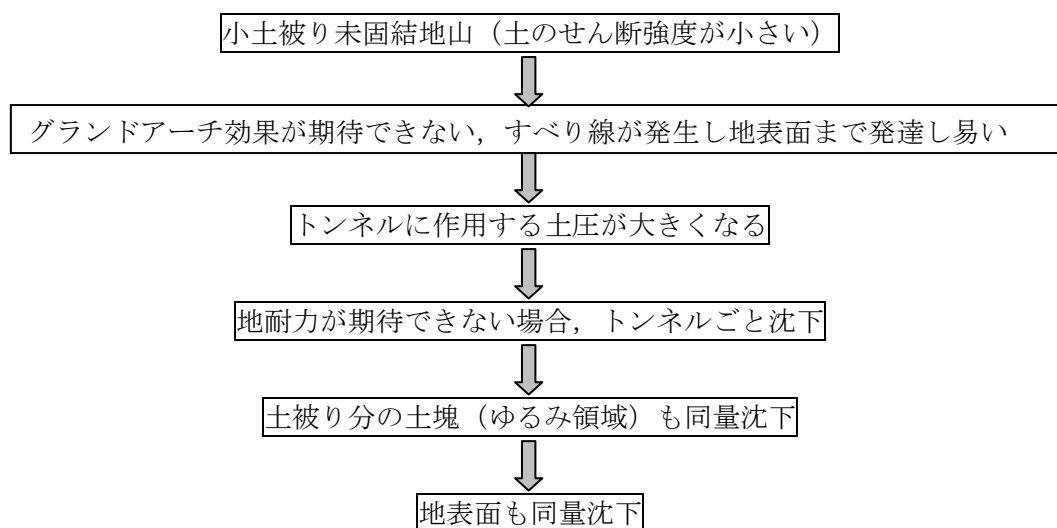 小土被り未固結地山（土のせん断強度が小さい）
グランドアーチ効果が期待できない，すべり線が発生し地表面まで発達し易い
トンネルに作用する土圧が大きくなる
地耐力が期待できない場合，トンネルごと沈下
土被り分の土塊（ゆるみ領域）も同量沈下
地表面も同量沈下